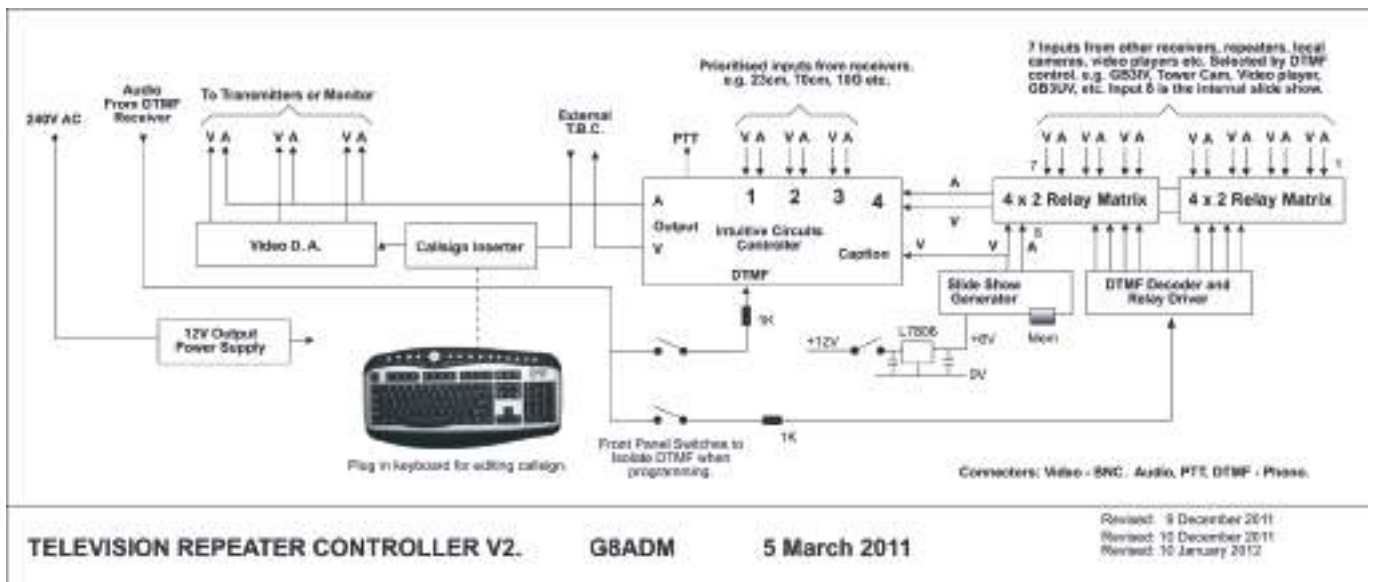 240V AC
Audio
From DTMF
Receiver
To Transmitters or Monitor
V A V A V A
External
T.B.C.
PTT
Prioritised inputs from receivers.
e.g. 23cm, 70cm, 10G etc.
V A V A V A
7 Inputs from other receivers, repeaters, local
cameras, video players etc. Selected by DTMF
control. e.g. GB3IV, Tower Cam, Video player,
GB3UV, etc. Input 8 is the internal slide show.
V A V A V A V A V A V A V A
7
1
A
Output
V
1 2 3 4
Intuitive Circuits
Controller
Caption
DTMF
A
V
V
4 x 2 Relay Matrix
4 x 2 Relay Matrix
V
A
8
Video D. A.
Callsign Inserter
Slide Show
Generator
Mem
DTMF Decoder and
Relay Driver
1K
12V Output
Power Supply
+12V
0V
1K
Front Panel Switches to
Isolate DTMF when
programming.
Plug in keyboard for editing callsign.
Connectors: Video - BNC. Audio, PTT, DTMF - Phono.
TELEVISION REPEATER CONTROLLER V2. G8ADM 5 March 2011
Revised: 9 December 2011
Revised: 10 December 2011
Revised: 10 January 2012